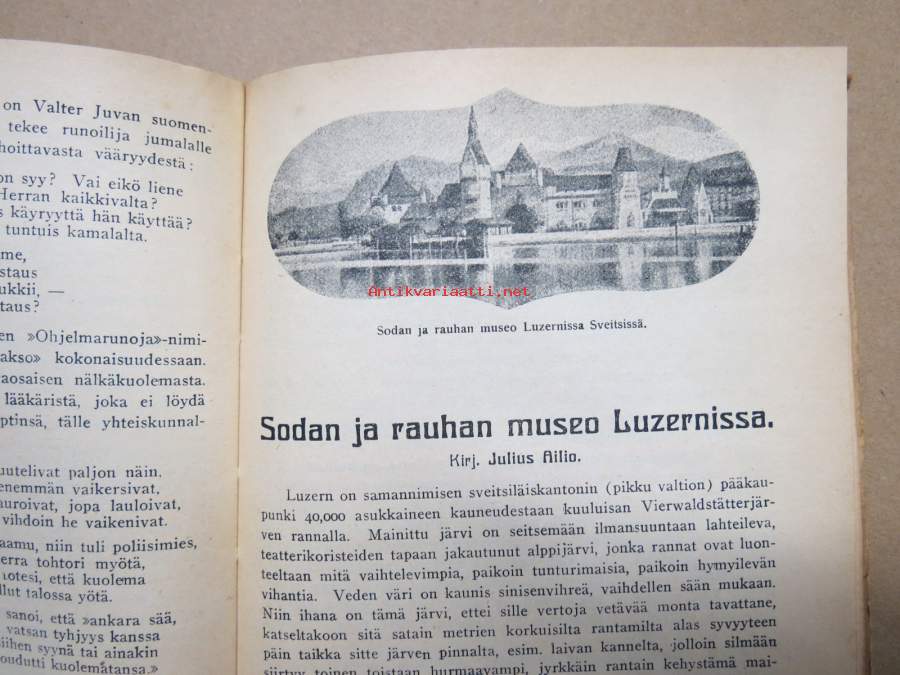 on Valter Juvan suomen-
tekee runoilija jumalalle
hoittavasta vääryydestä:
on syy? Vai eikö liene
Herran kaikkivalta?
s käyryyttä hän käyttää?
tuntuis kamalalta.
me,
staus
ukkii, —
taus?
en »Ohjelmarunoja»-nimi-
akso» kokonaisuudessaan.
aosaisen nälkäkuolemasta.
lääkäristä, joka ei löydä
ptinsä, tälle yhteiskunnal-
uutelivat paljon näin.
enemmän vaikersivat,
auroivat, jopa lauloivat,
vihdoin he vaikenivat.
aamu, niin tuli poliisimies,
erra tohtori myötä,
otesi, että kuolema
llut talossa yötä.
sanoi, että »ankara sää,
vatsan tyhjyys kanssa
siihen syynä tai ainakin
oudutti kuolematansa.»
Antikvariaatti.net
Sodan ja rauhan museo Luzernissa Sveitsissä.
Sodan ja rauhan museo Luzernissa.
Kirj. Julius Ailio.
Luzern on samannimisen sveitsiläiskantonin (pikku valtion) pääkau-
punki 40,000 asukkaineen kauneudestaan kuuluisan Vierwaldstätterjär-
ven rannalla. Mainittu järvi on seitsemään ilmansuuntaan lahteileva,
teatterikoristeiden tapaan jakautunut alppijärvi, jonka rannat ovat luon-
teeltaan mitä vaihtelevimpia, paikoin tunturimaisia, paikoin hymyilevän
vihantia. Veden väri on kaunis sinisenvihreä, vaihdellen sään mukaan.
Niin ihana on tämä järvi, ettei sille vertoja vetävää monta tavattane,
katseltakoon sitä satain metrien korkuisilta rantamilta alas syvyyteen
päin taikka sitte järven pinnalta, esim. laivan kannelta, jolloin silmään
siirtyy toinen toistaan hurmaavampi, jyrkkäin rantain kehystämä mai-